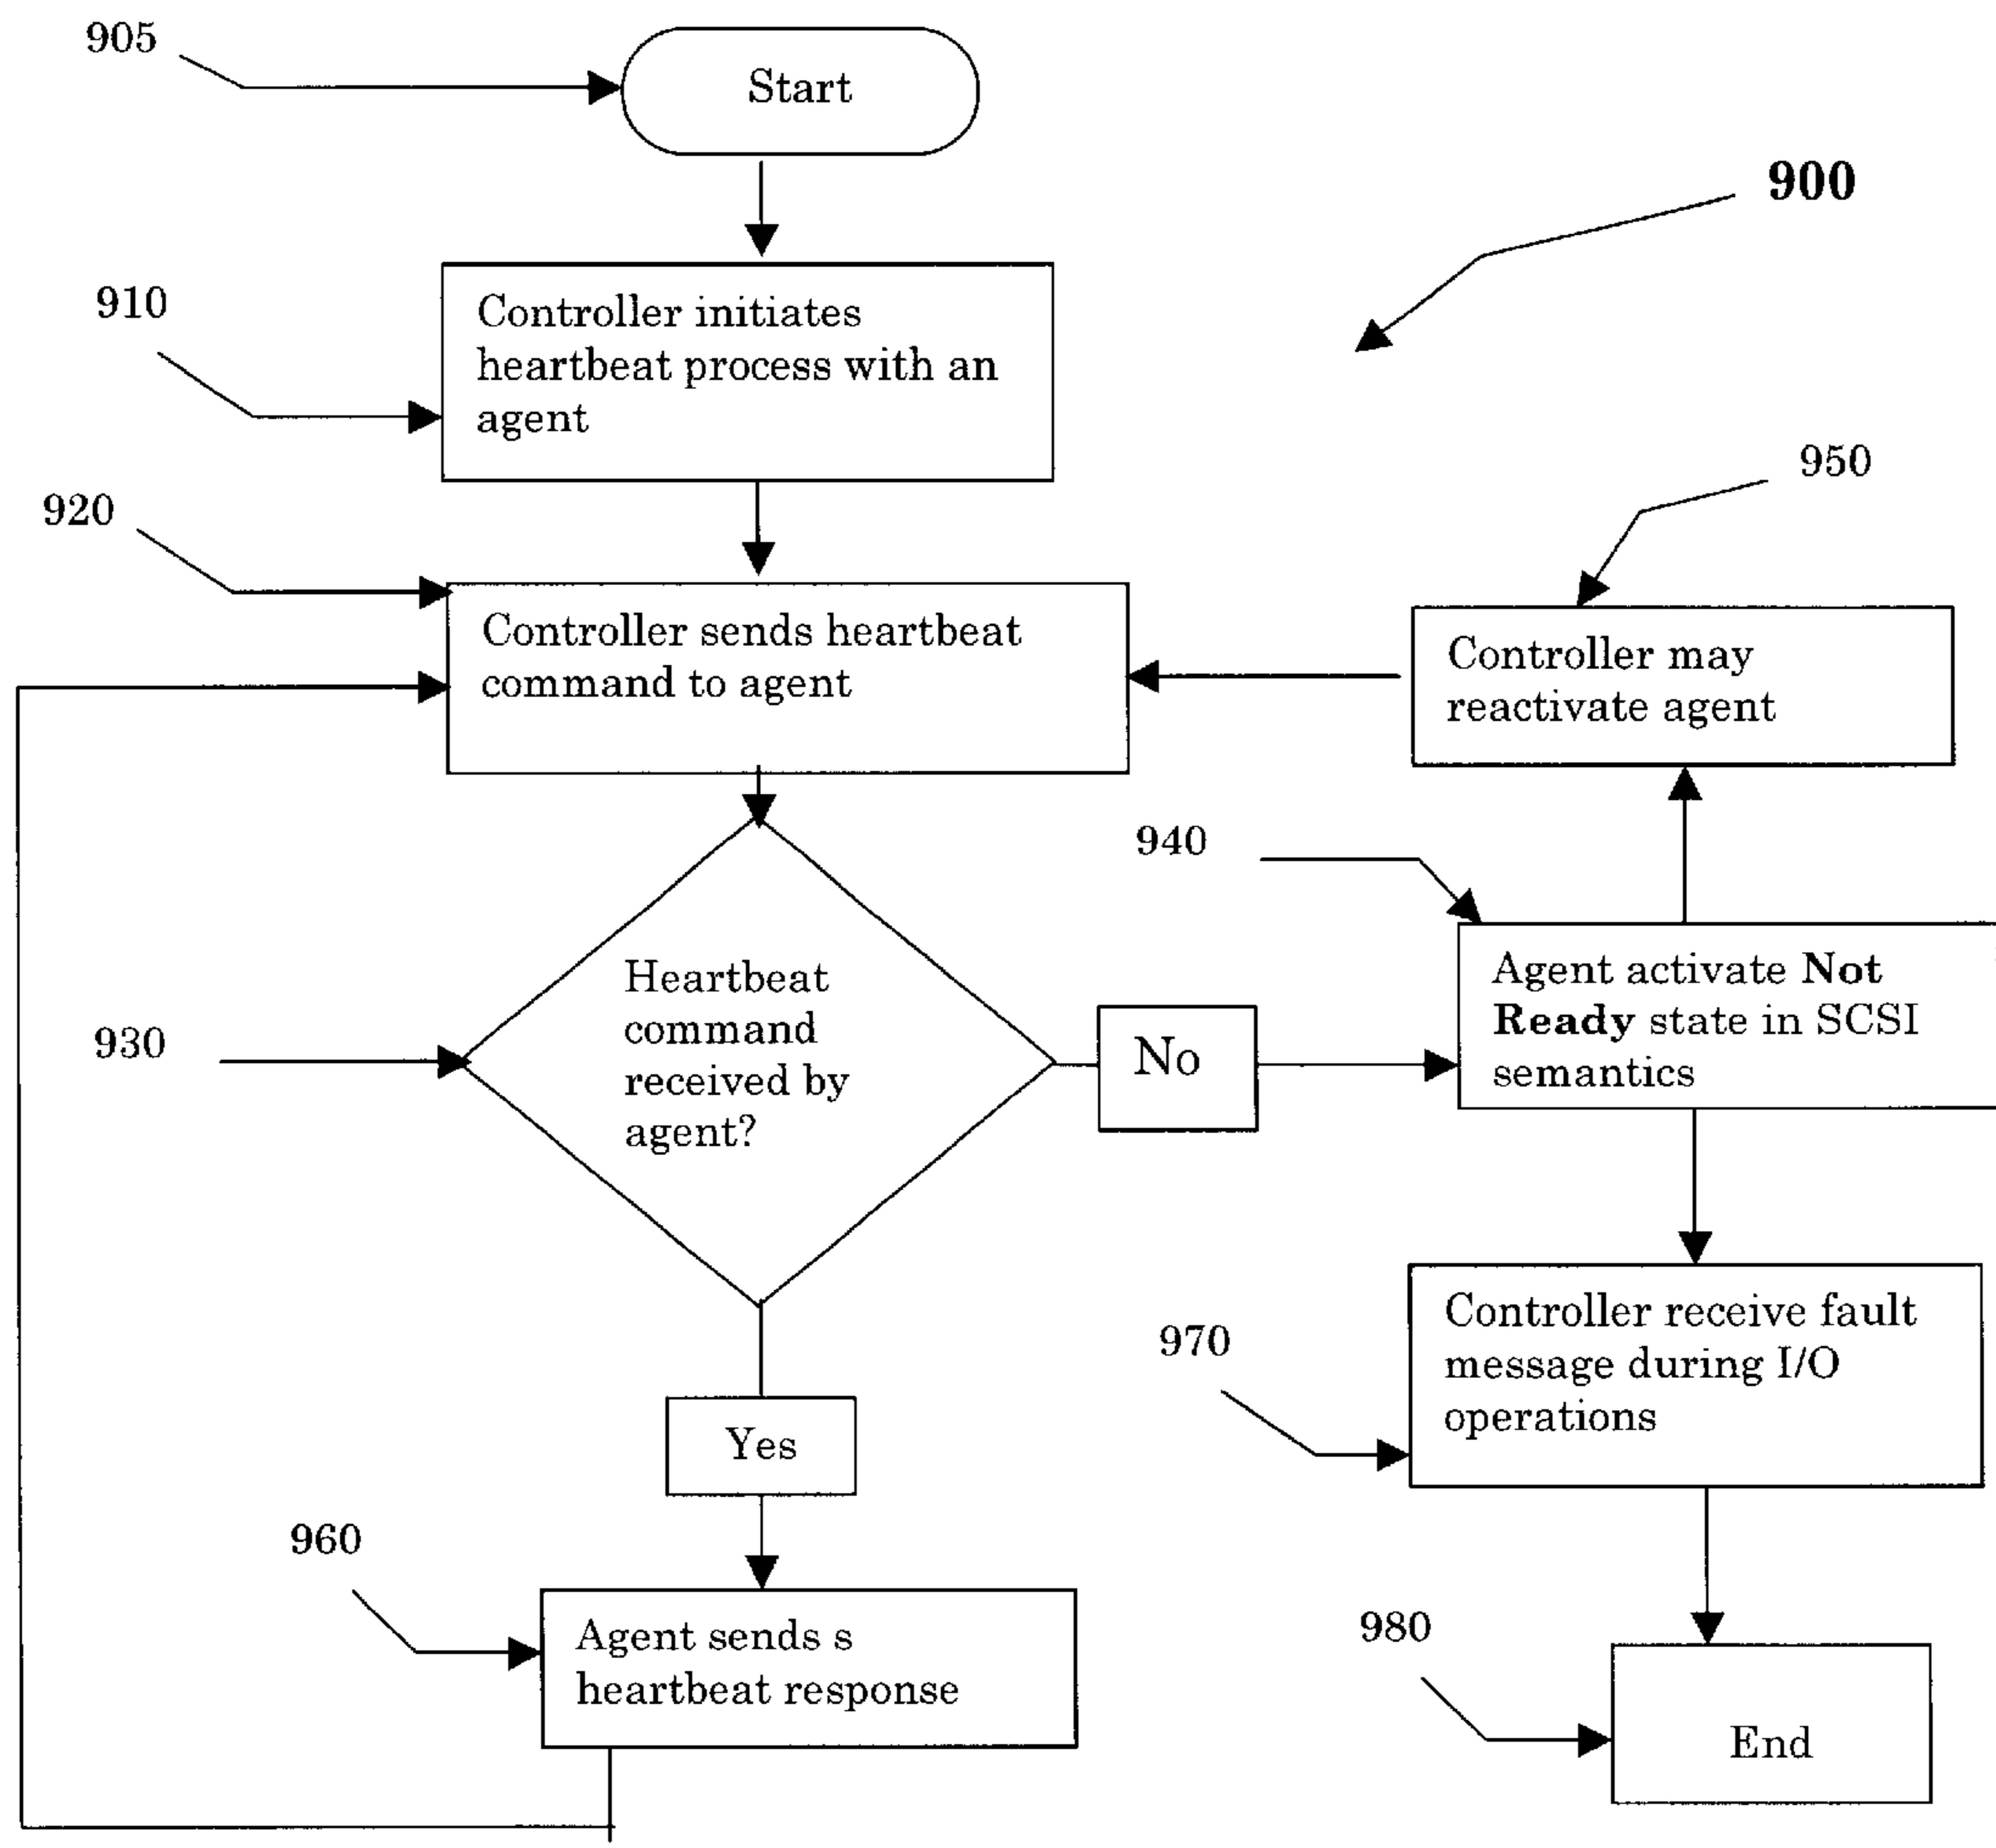 905
Start
900
910
Controller initiates
heartbeat process with an
agent
950
920
Controller sends heartbeat
command to agent
Controller may
reactivate agent
940
Heartbeat
command
received by
agent?
930
No
Agent activate Not
Ready state in SCSI
semantics
Yes
970
Controller receive fault
message during I/O
operations
960
Agent sends s
heartbeat response
980
End